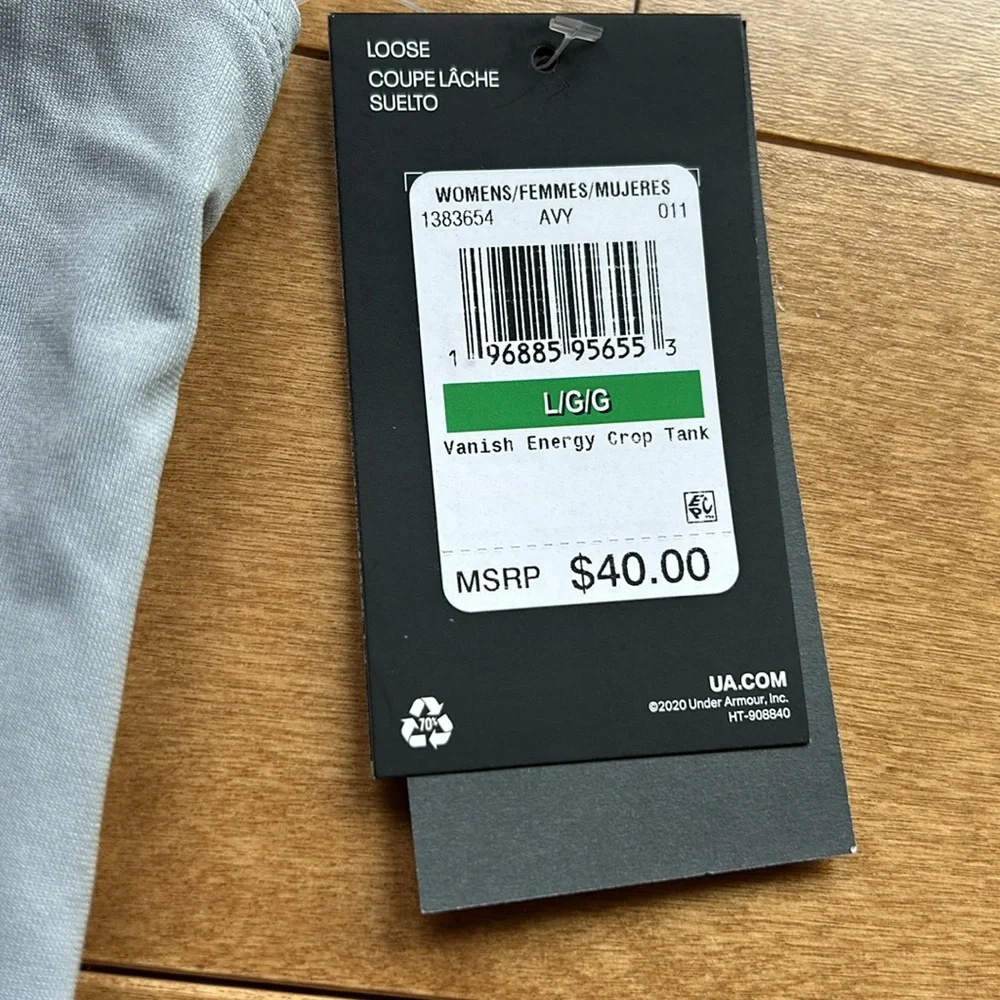 LOOSE
COUPE LÂCHE
SUELTO
WOMENS/FEMMES/MUJERES
1383654 AVY 011
1 96885 95655 3
L/G/G
Vanish Energy Crop Tank
EPC
MSRP $40.00
70%
UA.COM
©2020 Under Armour, Inc.
HT-908840